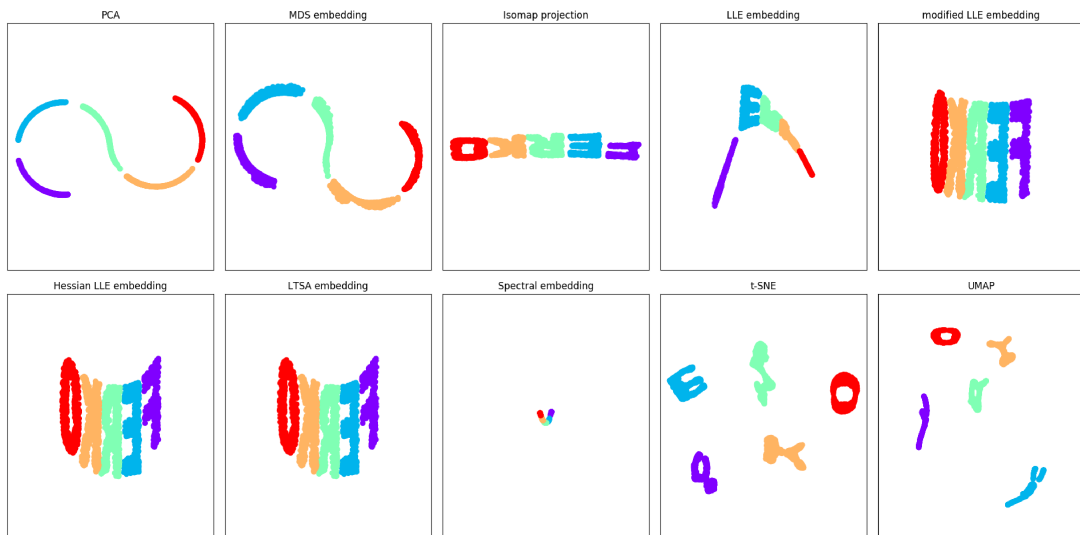 PCA
MDS embedding
Isomap projection
LLE embedding
modified LLE embedding
Hessian LLE embedding
LTSA embedding
Spectral embedding
t-SNE
UMAP